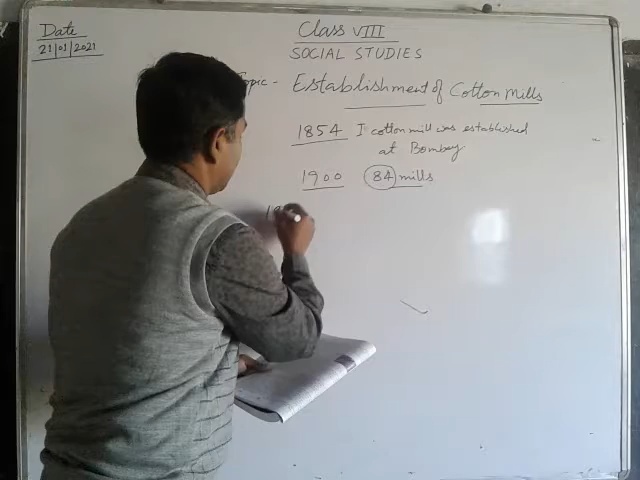 Date
21/01/2021
Class VIII
SOCIAL STUDIES
Topic - Establishment of Cotton Mills
1854 I cotton mill was established
at Bombay
1900 84 mills